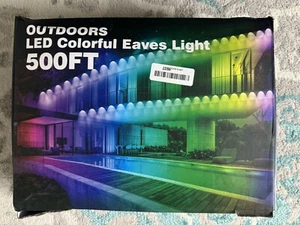 OUTDOORS
LED Colorful Eaves Light
500FT